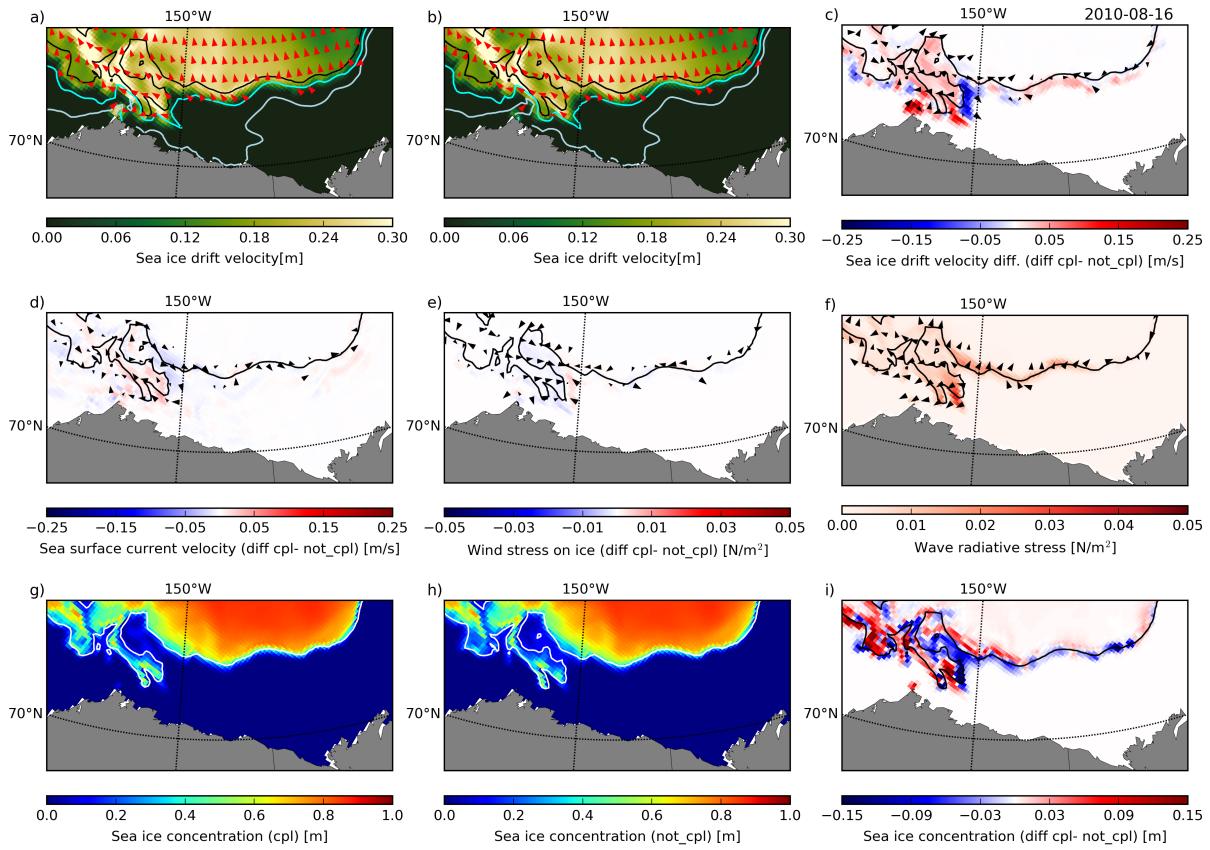 a) 150°W
b) 150°W
c) 150°W 2010-08-16
70°N
70°N
70°N
0.00 0.06 0.12 0.18 0.24 0.30
Sea ice drift velocity[m]
0.00 0.06 0.12 0.18 0.24 0.30
Sea ice drift velocity[m]
−0.25 −0.15 −0.05 0.05 0.15 0.25
Sea ice drift velocity diff. (diff cpl- not_cpl) [m/s]
d) 150°W
e) 150°W
f) 150°W
70°N
70°N
70°N
−0.25 −0.15 −0.05 0.05 0.15 0.25
Sea surface current velocity (diff cpl- not_cpl) [m/s]
−0.05 −0.03 −0.01 0.01 0.03 0.05
Wind stress on ice (diff cpl- not_cpl) [N/m²]
0.00 0.01 0.02 0.03 0.04 0.05
Wave radiative stress [N/m²]
g) 150°W
h) 150°W
i) 150°W
70°N
70°N
70°N
0.0 0.2 0.4 0.6 0.8 1.0
Sea ice concentration (cpl) [m]
0.0 0.2 0.4 0.6 0.8 1.0
Sea ice concentration (not_cpl) [m]
−0.15 −0.09 −0.03 0.03 0.09 0.15
Sea ice concentration (diff cpl- not_cpl) [m]